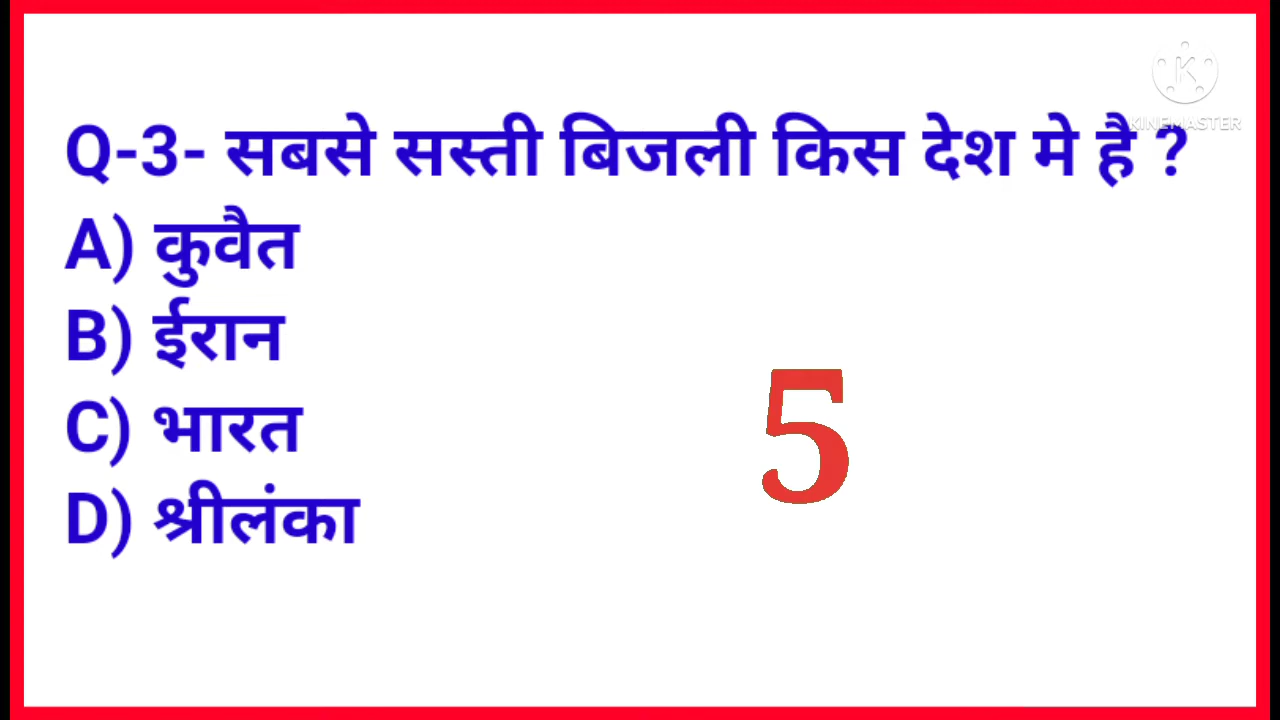 KINEMASTER
Q-3- सबसे सस्ती बिजली किस देश मे है ?
A) कुवैत
B) ईरान
C) भारत
D) श्रीलंका
5